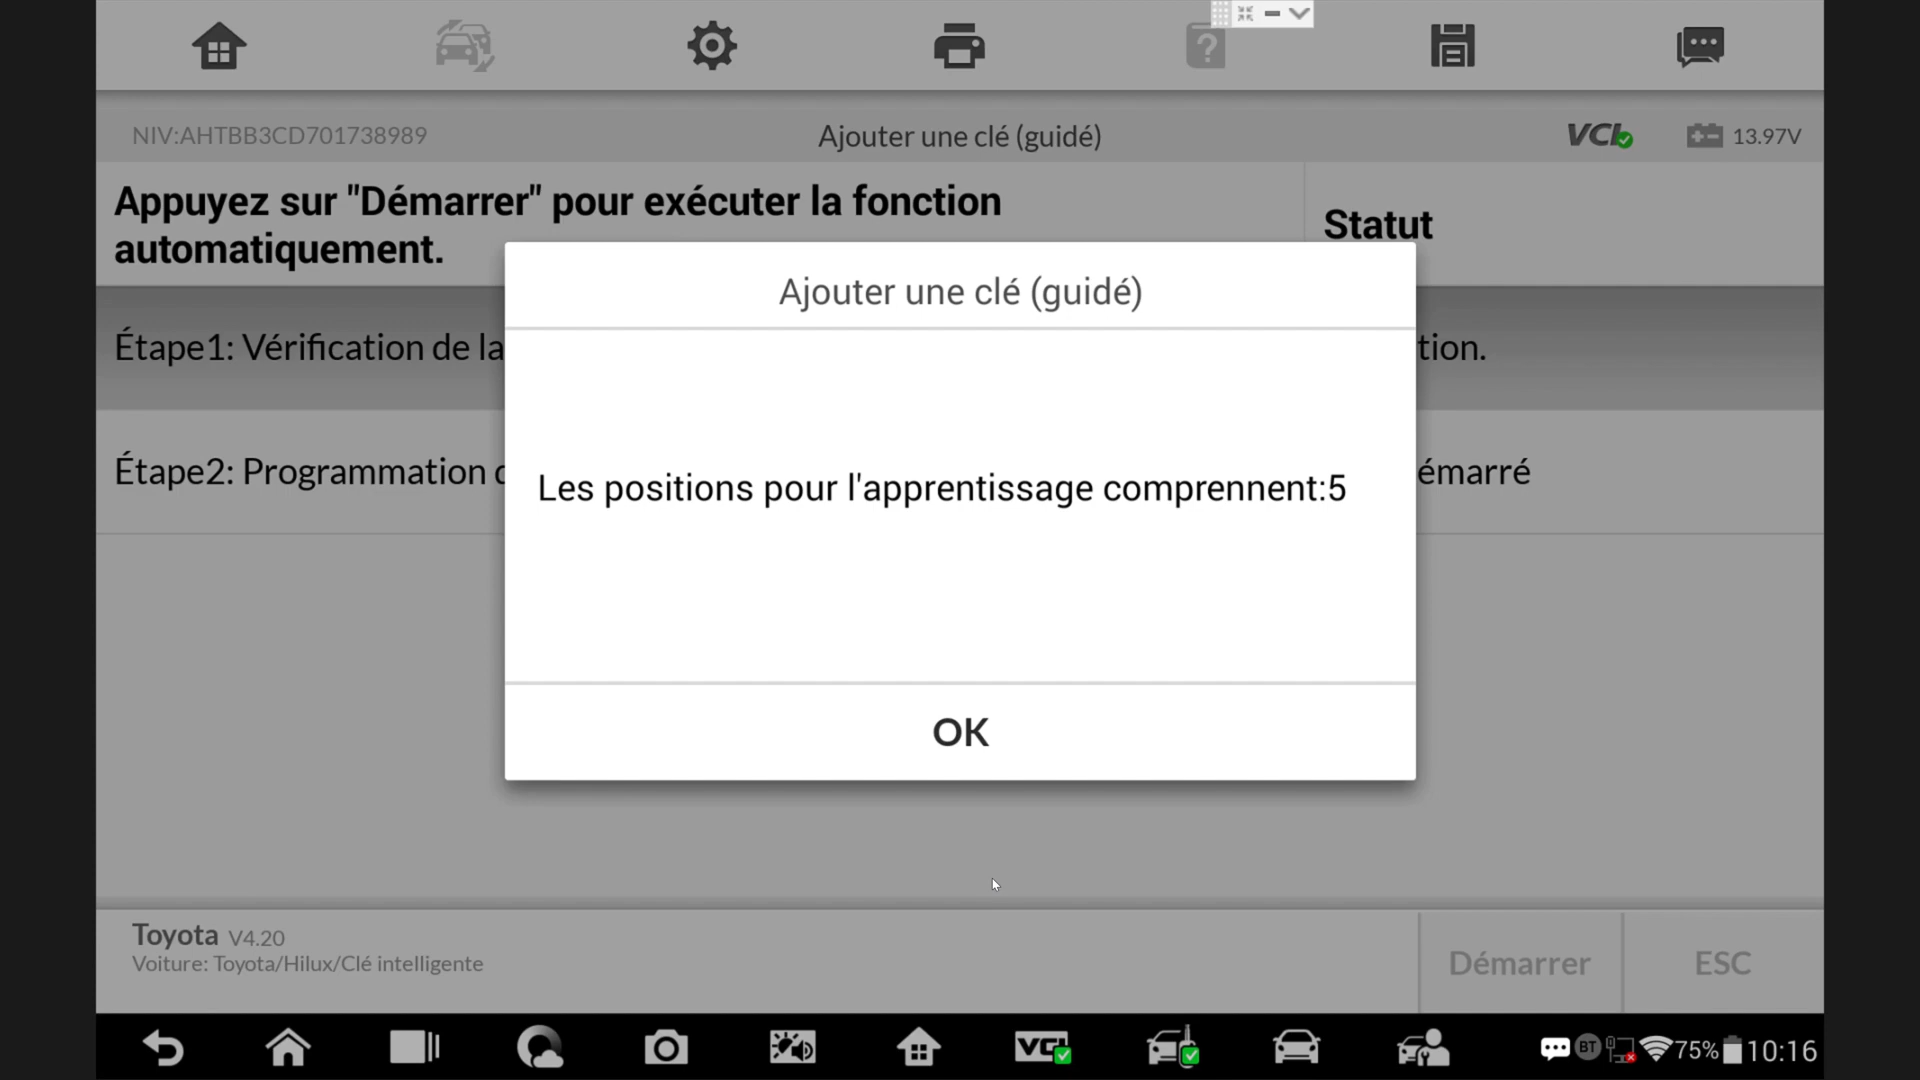 NIV:AHTBB3CD701738989
Ajouter une clé (guidé)
VCI
13.97V
Appuyez sur "Démarrer" pour exécuter la fonction
automatiquement.
Statut
Ajouter une clé (guidé)
Étape1: Vérification de la
tion.
Étape2: Programmation
émarré
Les positions pour l'apprentissage comprennent:5
OK
Toyota V4.20
Voiture: Toyota/Hilux/Clé intelligente
Démarrer
ESC
VCI
BT
75%
10:16